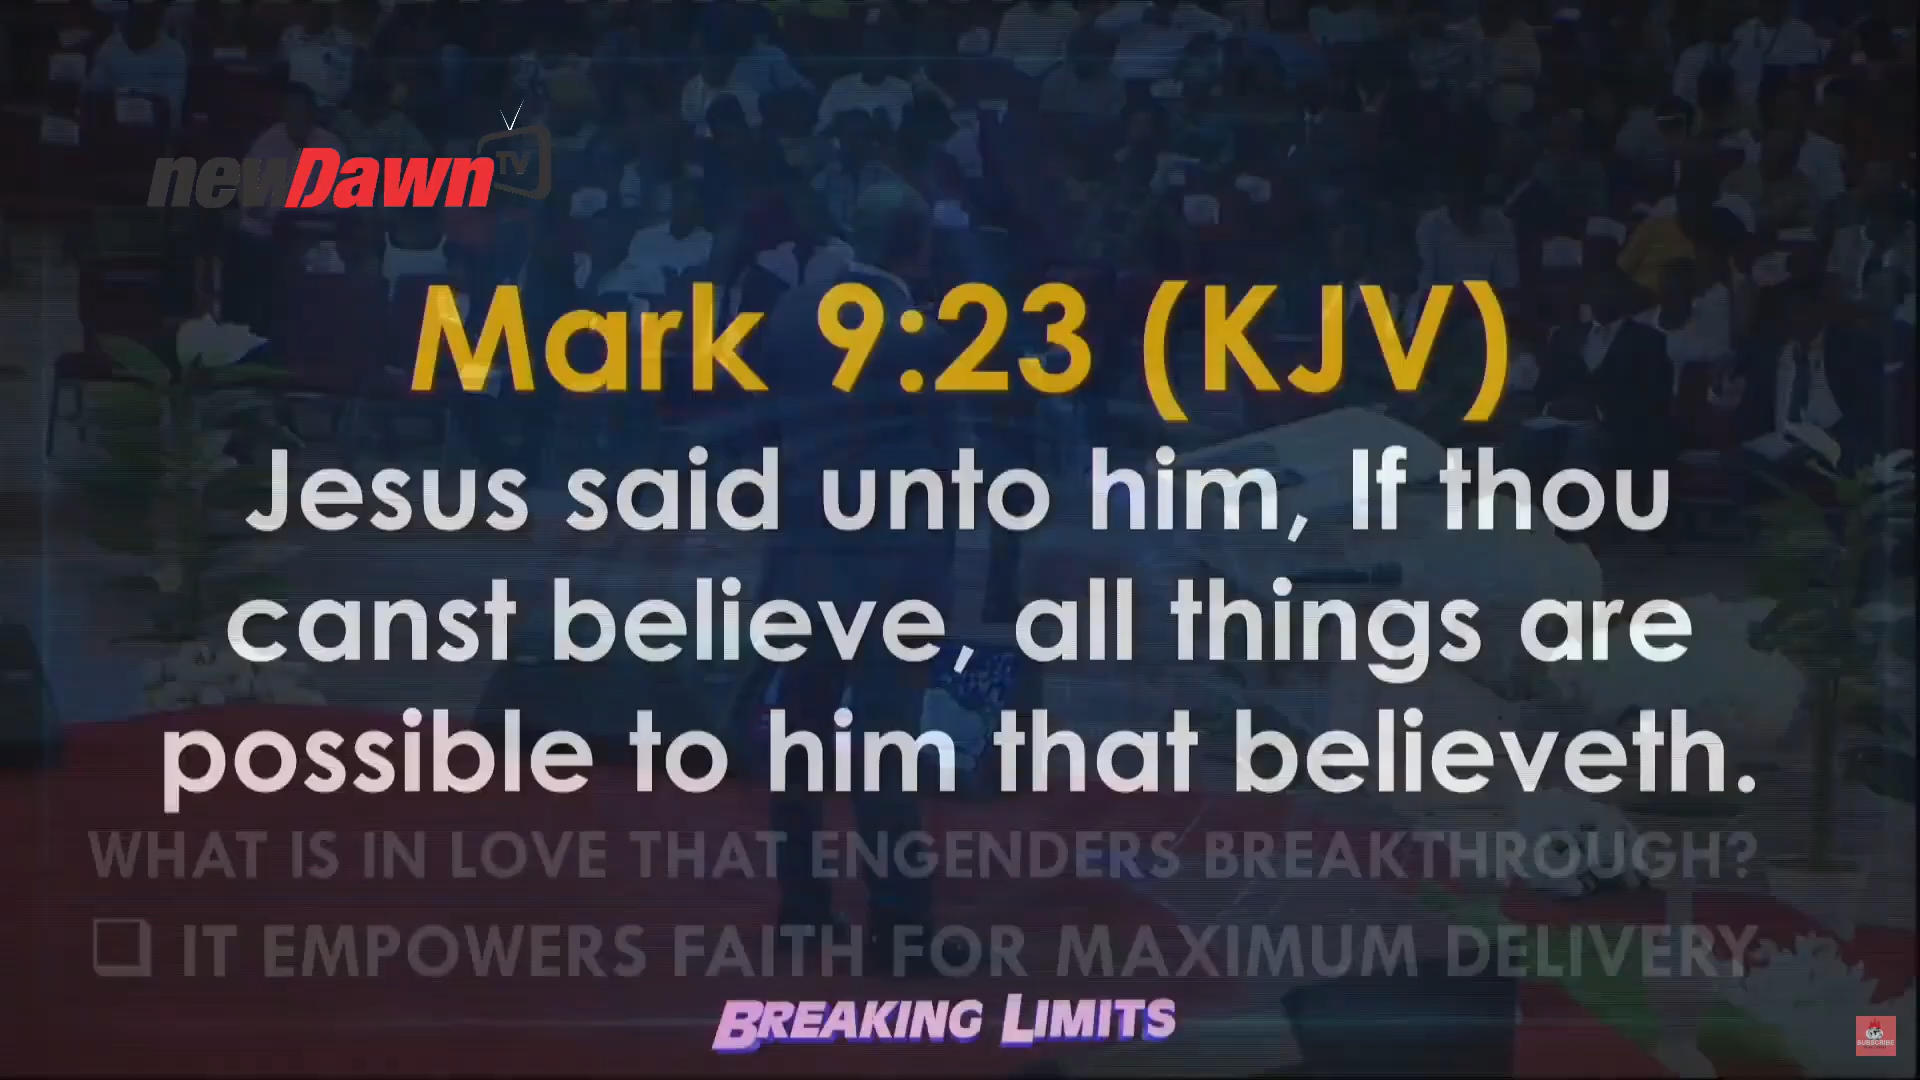 newDawn TV
Mark 9:23 (KJV)
Jesus said unto him, If thou
canst believe, all things are
possible to him that believeth.
WHAT IS IN LOVE THAT ENGENDERS BREAKTHROUGH?
❑ IT EMPOWERS FAITH FOR MAXIMUM DELIVERY
BREAKING LIMITS
SUBSCRIBE